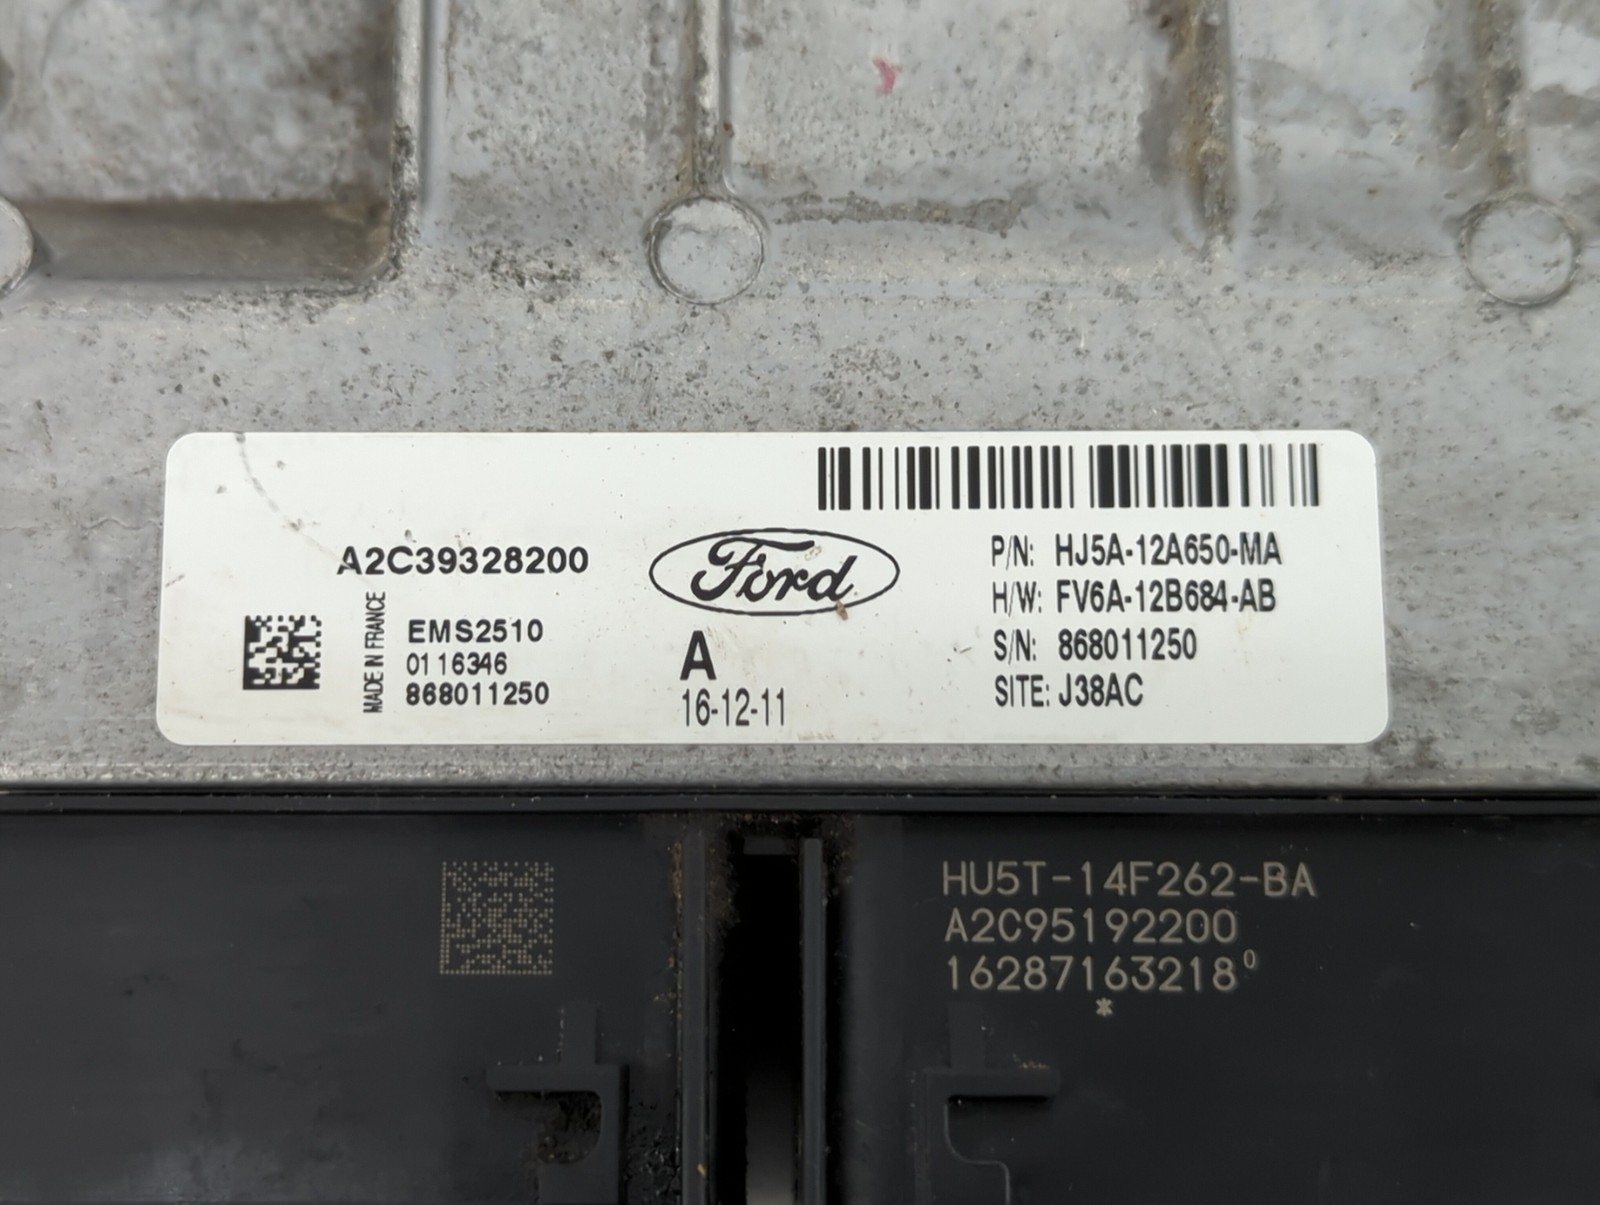 A2C39328200
MADE IN FRANCE
EMS2510
0116346
868011250
Ford
A
16-12-11
P/N: HJ5A-12A650-MA
H/W: FV6A-12B684-AB
S/N: 868011250
SITE: J38AC
HU5T-14F262-BA
A2C95192200
16287163218⁰
*